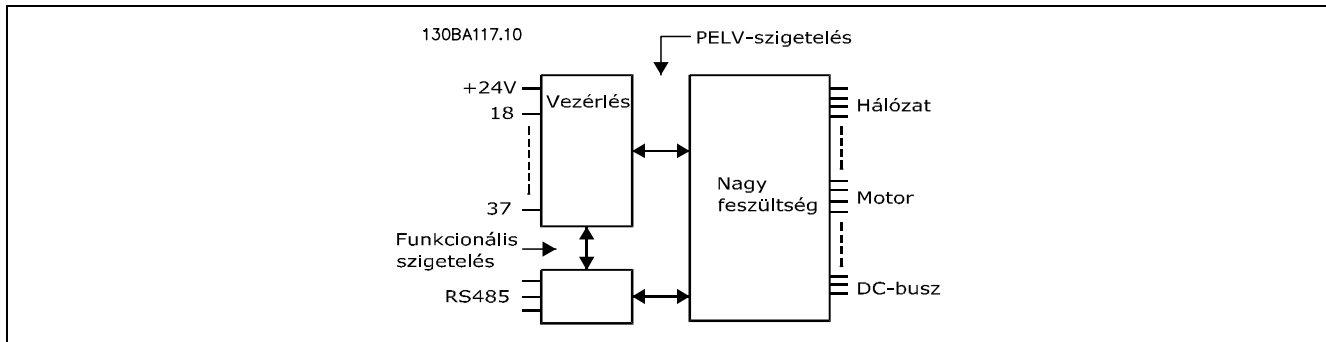 130BA117.10
PELV-szigetelés
+24V
Vezérlés
18
Hálózat
Nagy
feszültség
Motor
37
Funkcionális
szigetelés
RS485
DC-busz